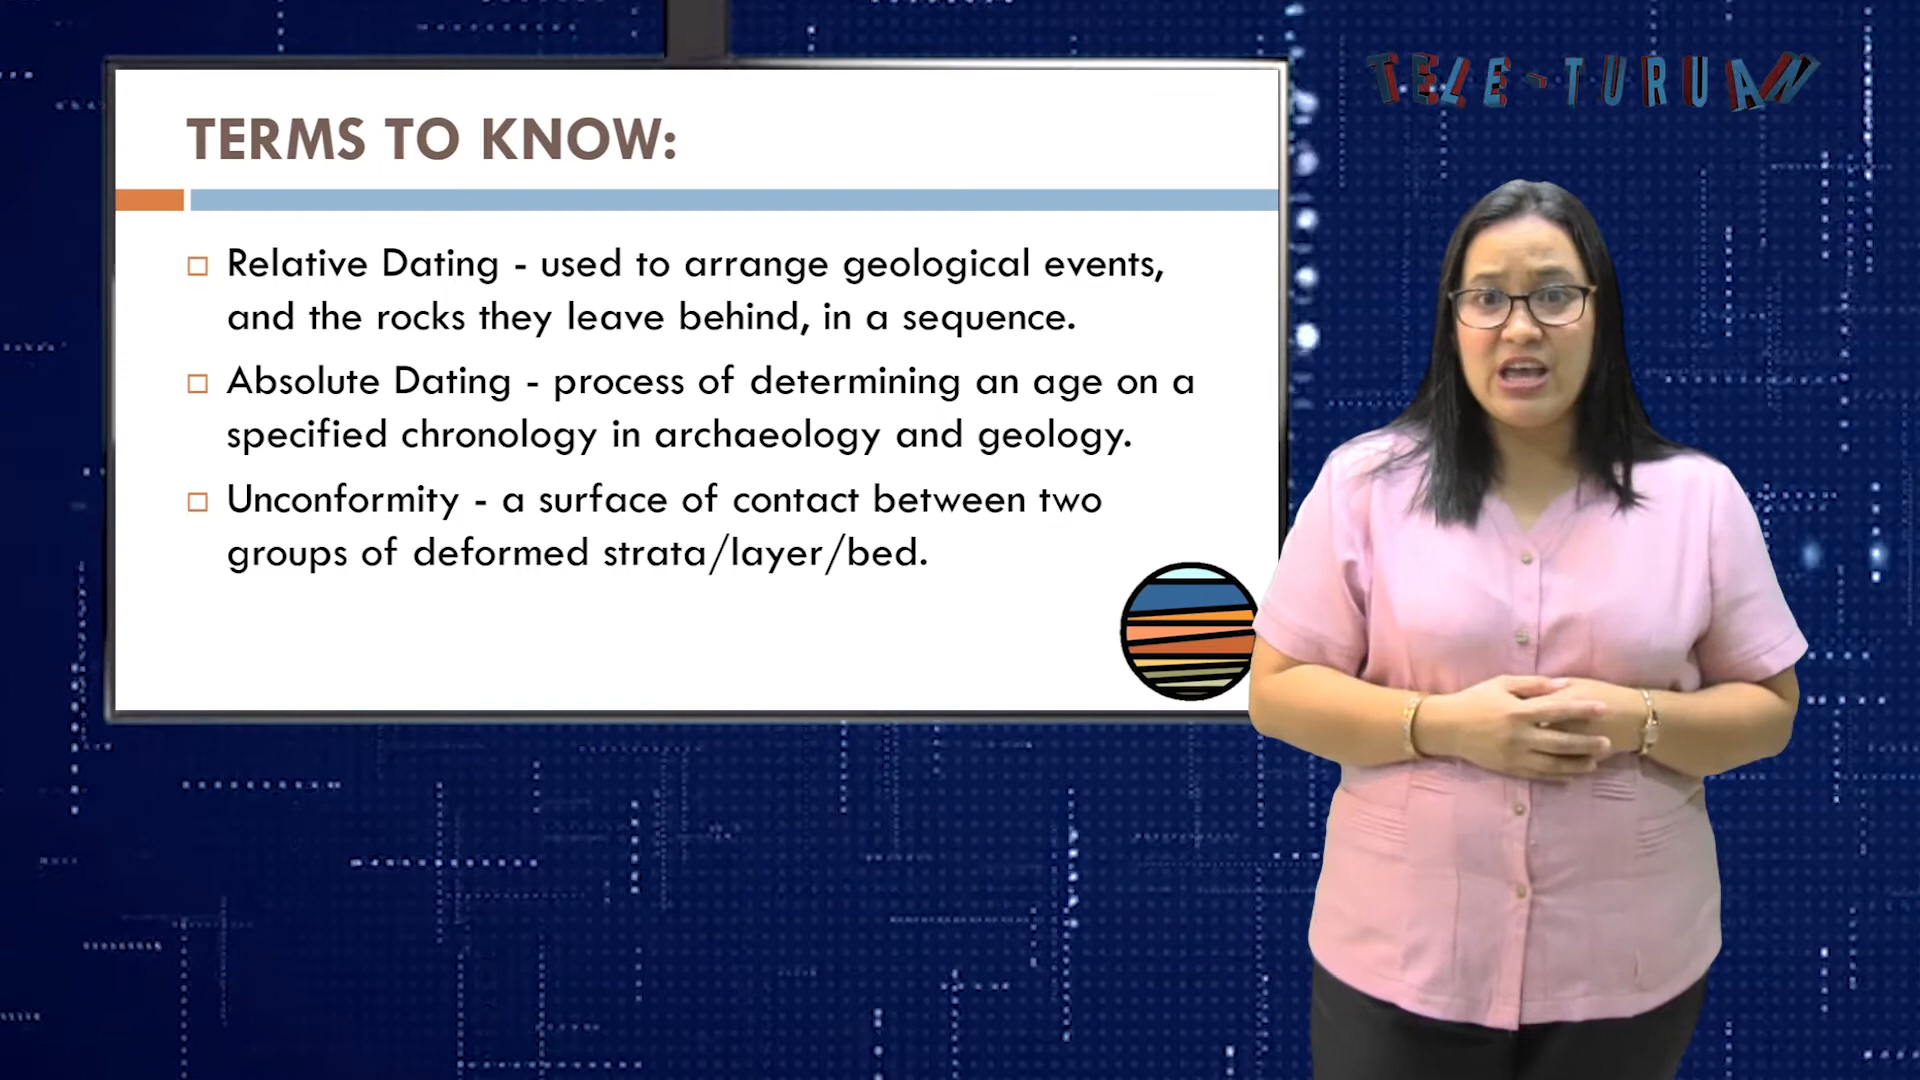 TELE-TURUAN
TERMS TO KNOW:
Relative Dating - used to arrange geological events,
and the rocks they leave behind, in a sequence.
Absolute Dating - process of determining an age on a
specified chronology in archaeology and geology.
Unconformity - a surface of contact between two
groups of deformed strata/layer/bed.